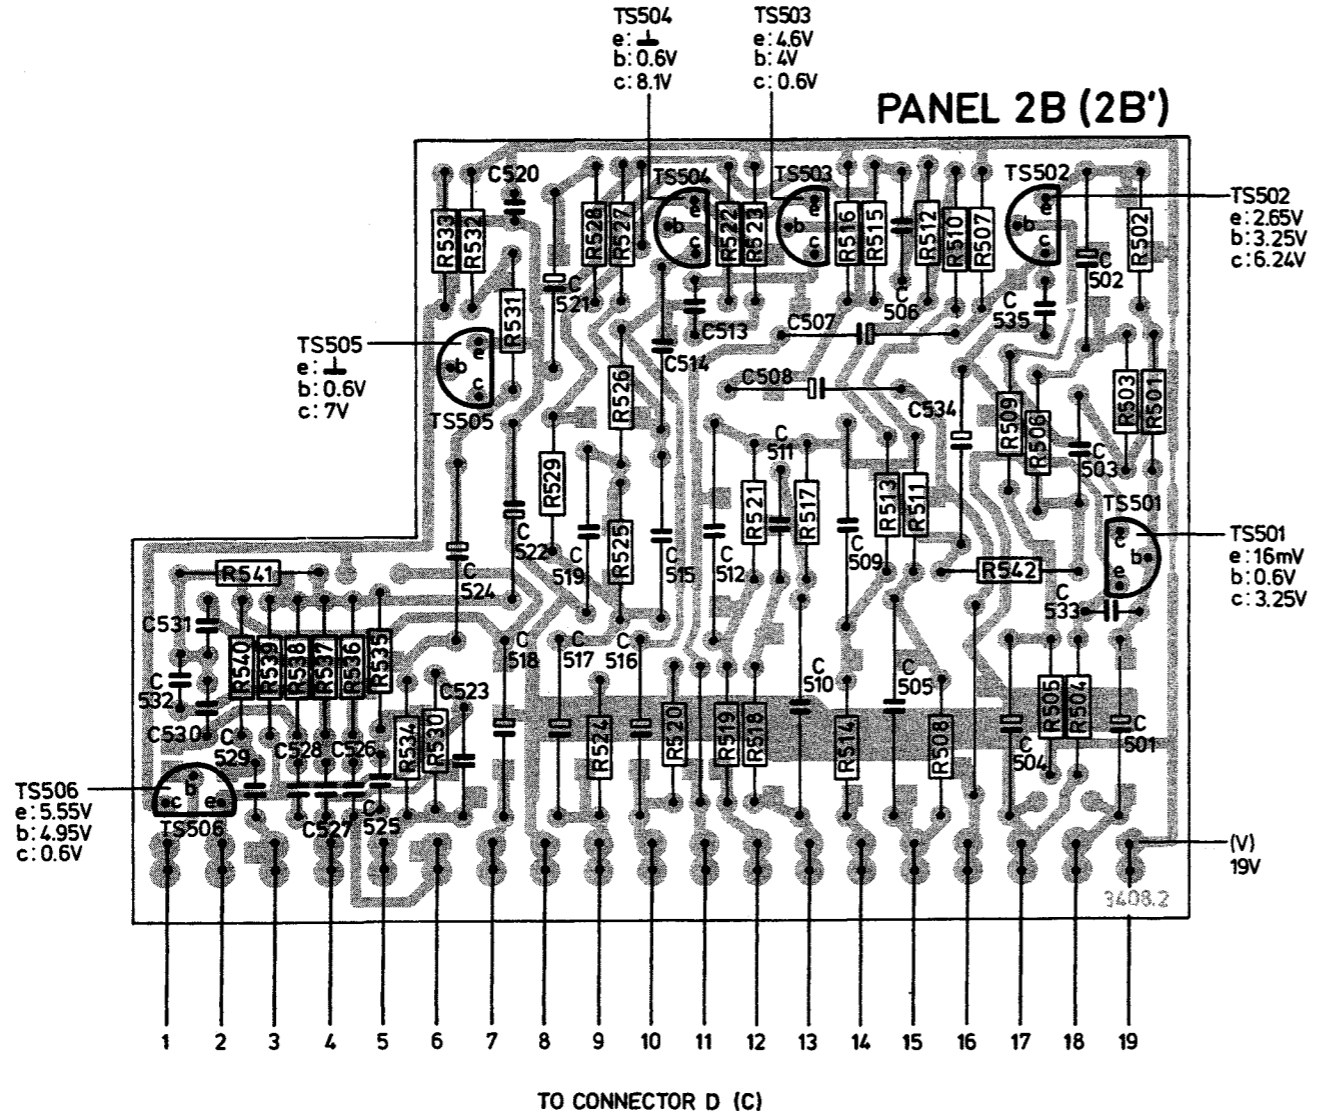 TS504
e: ⊥
b: 0.6V
c: 8.1V
TS503
e: 4.6V
b: 4V
c: 0.6V
PANEL 2B (2B')
C520
TS504
TS503
TS502
TS502
e: 2.65V
b: 3.25V
c: 6.24V
R533
R532
R528
R527
e
b
c
R522
R523
e
b
c
R516
R515
R512
R510
R507
e
b
c
R502
C
502
C
521
R531
C513
C507
C
506
C
535
TS505
e: ⊥
b: 0.6V
c: 7V
e
b
c
TS505
C514
R526
C508
C534
R509
R506
R503
R501
C
503
C
511
R529
R521
R517
R513
R511
TS501
TS501
e: 16mV
b: 0.6V
c: 3.25V
c
b
e
C
522
C
519
R525
C
515
C
512
C
509
R542
C
533
R541
C
524
C531
R540
R539
R538
R537
R536
R535
C
518
C
517
C
516
C
532
C523
C
510
C
505
R505
R504
C530
C
529
C528
C526
R534
R530
R524
R520
R519
R518
R514
R508
C
504
C
501
TS506
e: 5.55V
b: 4.95V
c: 0.6V
b
c
e
TS506
C527
C
525
(V)
19V
3408.2
1 2 3 4 5 6 7 8 9 10 11 12 13 14 15 16 17 18 19
TO CONNECTOR D (C)